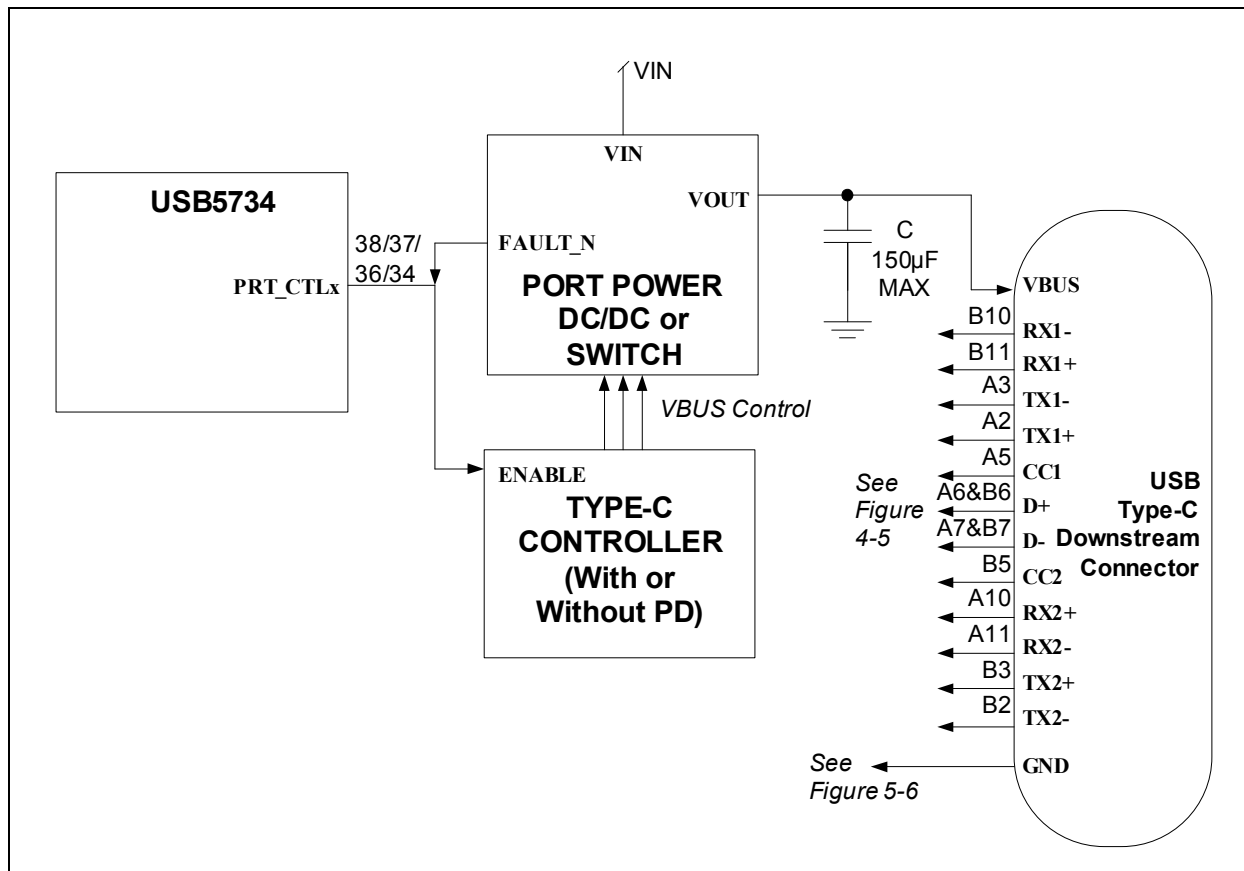 VIN
VIN
USB5734
VOUT
38/37/
36/34
FAULT_N
PRT_CTLx
PORT POWER
DC/DC or
SWITCH
C
150µF
MAX
VBUS Control
ENABLE
TYPE-C
CONTROLLER
(With or
Without PD)
VBUS
B10
RX1-
B11
RX1+
A3
TX1-
A2
TX1+
A5
CC1
A6&B6
D+
A7&B7
D-
B5
CC2
A10
RX2+
A11
RX2-
B3
TX2+
B2
TX2-
GND
See
Figure
4-5
USB
Type-C
Downstream
Connector
See
Figure 5-6